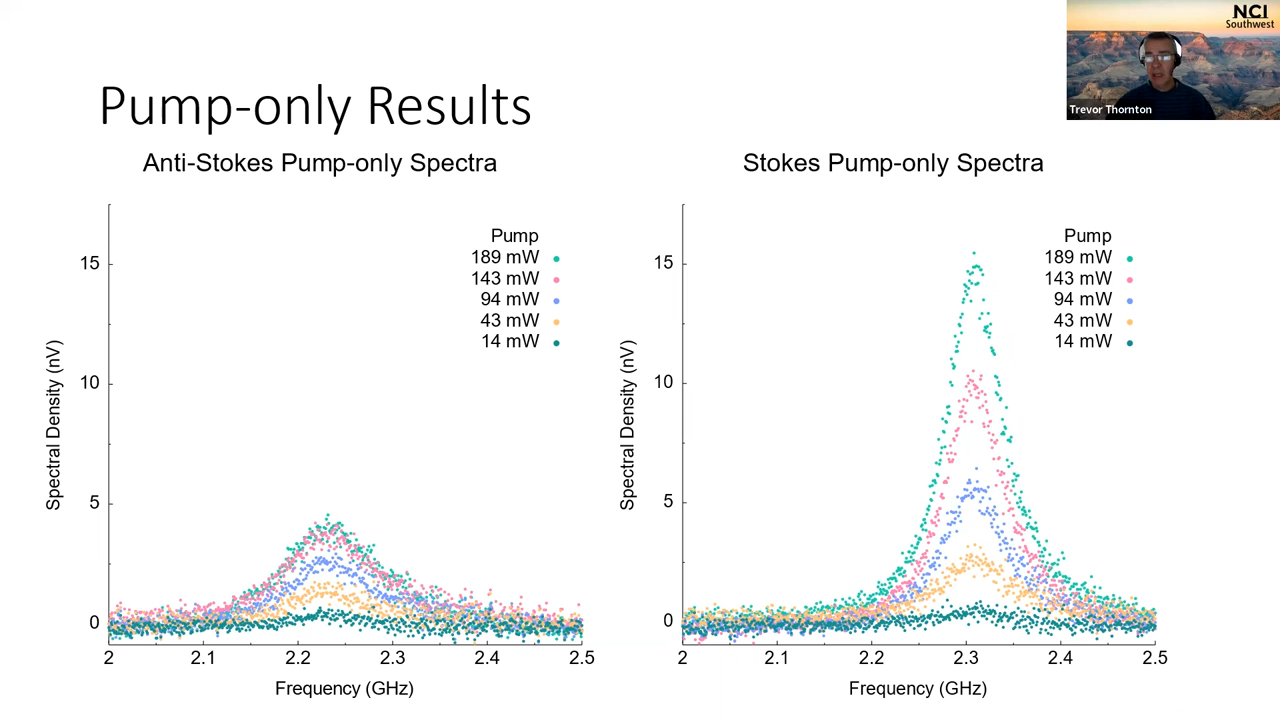 NCI
Southwest
Trevor Thornton
Pump-only Results
Anti-Stokes Pump-only Spectra
Pump
189 mW
143 mW
94 mW
43 mW
14 mW
Spectral Density (nV)
15
10
5
0
2 2.1 2.2 2.3 2.4 2.5
Frequency (GHz)
Stokes Pump-only Spectra
Pump
189 mW
143 mW
94 mW
43 mW
14 mW
Spectral Density (nV)
15
10
5
0
2 2.1 2.2 2.3 2.4 2.5
Frequency (GHz)